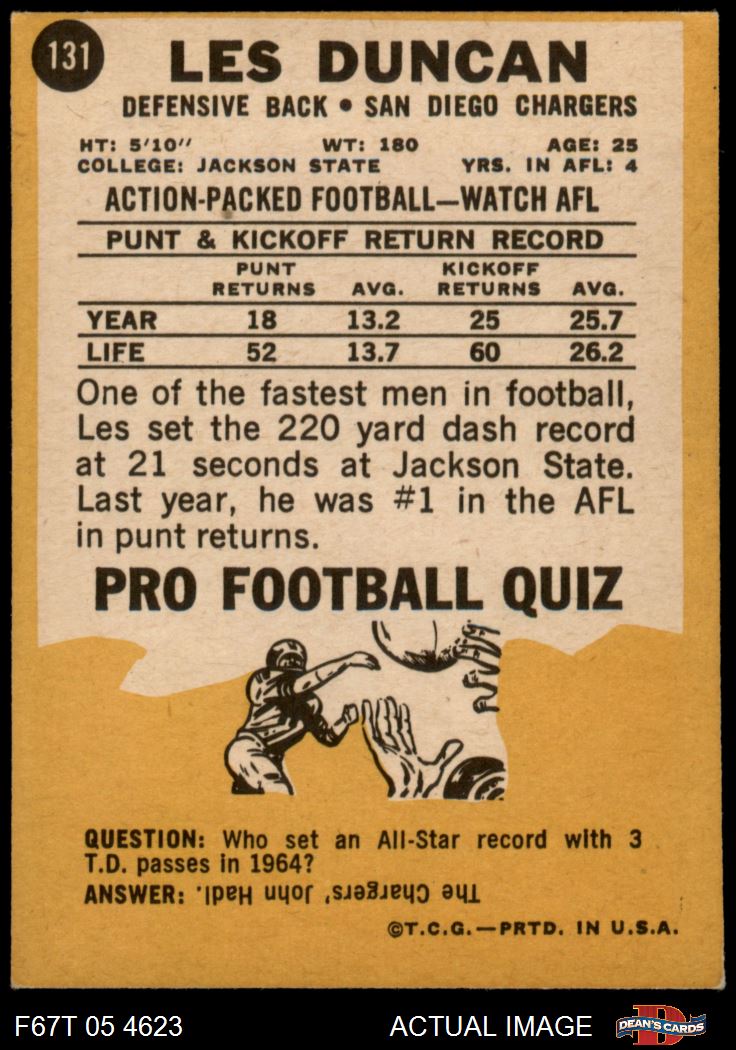 131
LES DUNCAN
DEFENSIVE BACK • SAN DIEGO CHARGERS
HT: 5'10" WT: 180 AGE: 25
COLLEGE: JACKSON STATE YRS. IN AFL: 4
ACTION-PACKED FOOTBALL—WATCH AFL
PUNT & KICKOFF RETURN RECORD
PUNT RETURNS AVG. KICKOFF RETURNS AVG.
YEAR 18 13.2 25 25.7
LIFE 52 13.7 60 26.2
One of the fastest men in football,
Les set the 220 yard dash record
at 21 seconds at Jackson State.
Last year, he was #1 in the AFL
in punt returns.
PRO FOOTBALL QUIZ
QUESTION: Who set an All-Star record with 3
T.D. passes in 1964?
ANSWER: The Chargers' John Hadl.
©T.C.G.—PRTD. IN U.S.A.
F67T 05 4623 ACTUAL IMAGE D DEAN'S CARDS